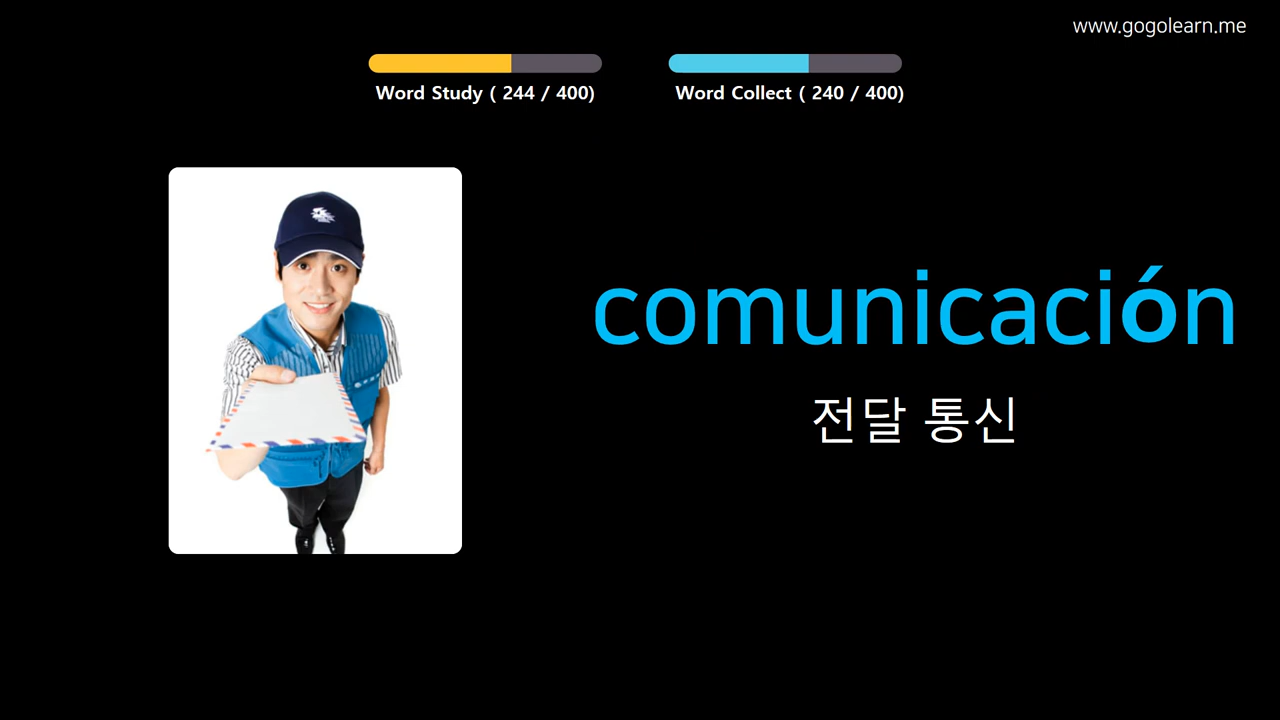 www.gogolearn.me
Word Study ( 244 / 400)
Word Collect ( 240 / 400)
comunicación
전달 통신